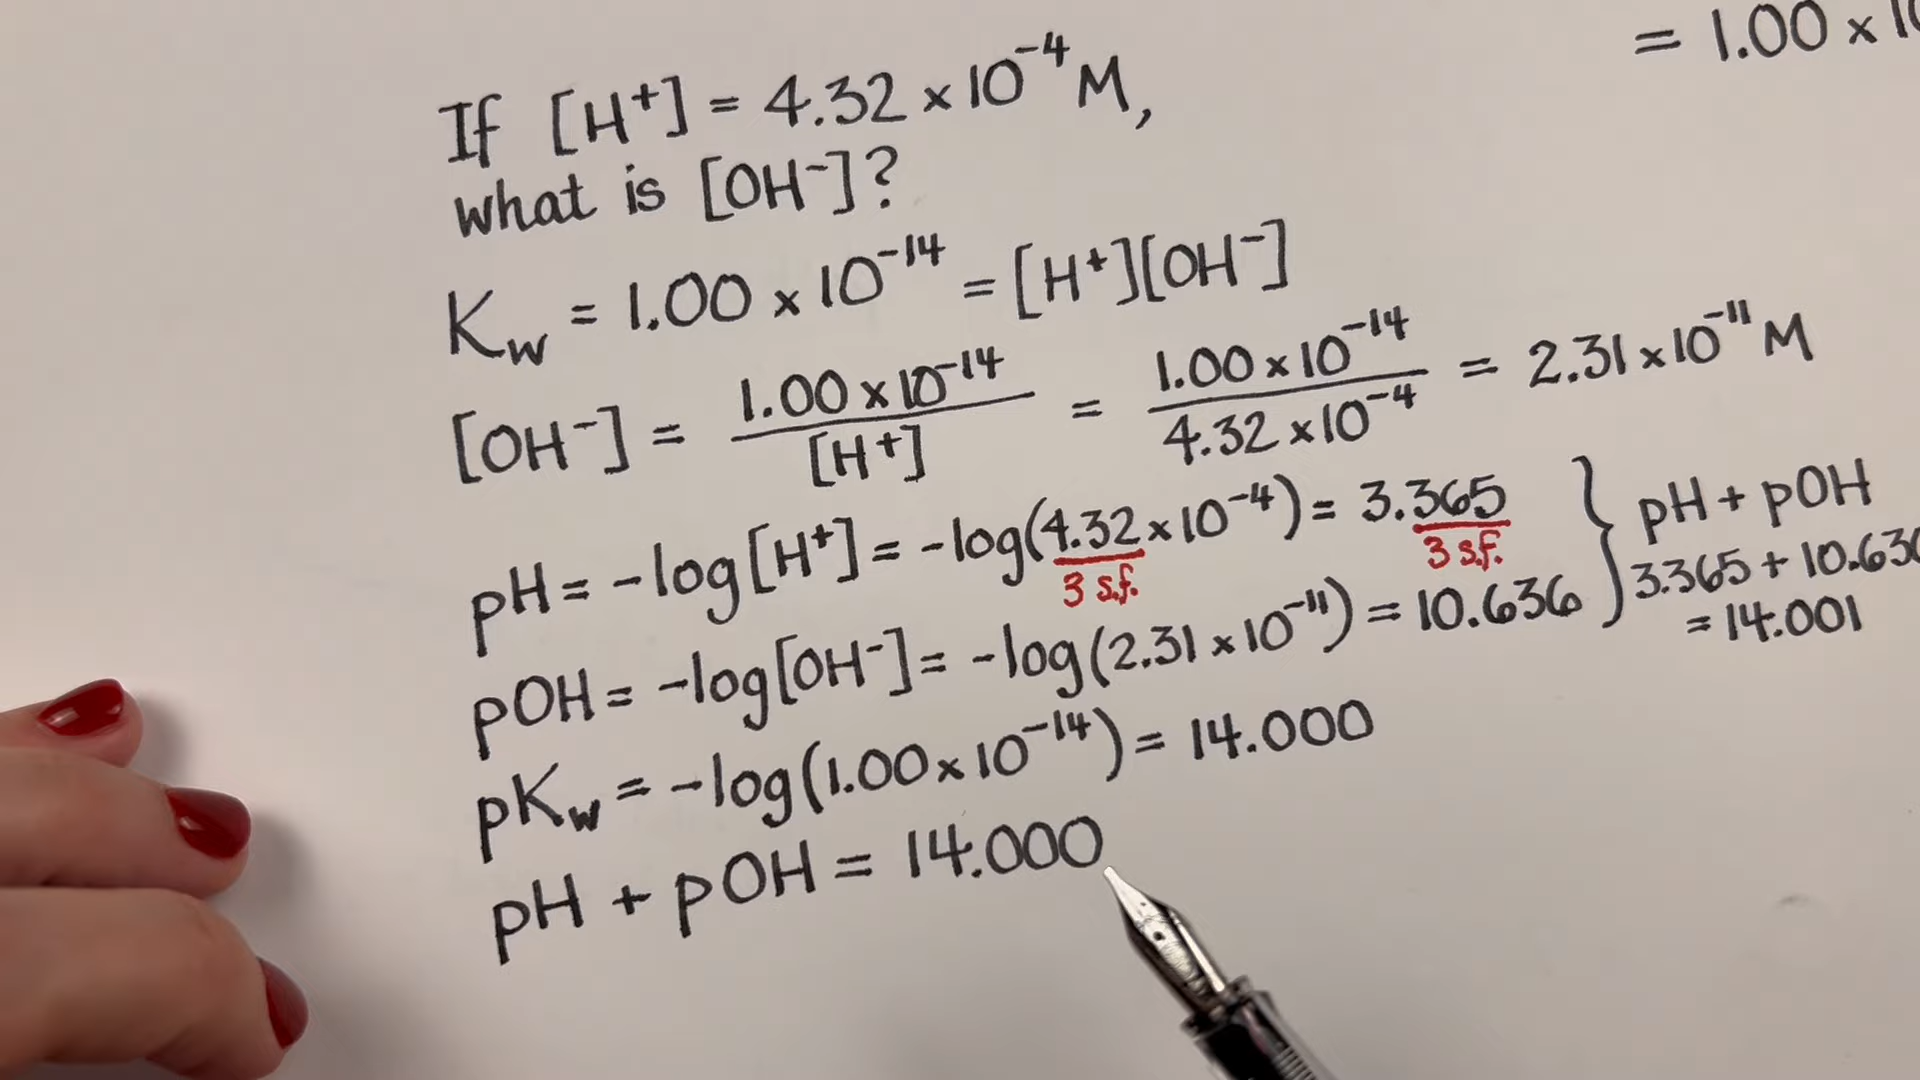 = 1.00 x 10
If [H⁺] = 4.32 x 10⁻⁴ M,
what is [OH⁻]?
Kw = 1.00 x 10⁻¹⁴ = [H⁺][OH⁻]
[OH⁻] = 1.00 x 10⁻¹⁴ / [H⁺] = 1.00 x 10⁻¹⁴ / 4.32 x 10⁻⁴ = 2.31 x 10⁻¹¹ M
pH = -log[H⁺] = -log(4.32 x 10⁻⁴) = 3.365
3 s.f. 3 s.f.
pOH = -log[OH⁻] = -log(2.31 x 10⁻¹¹) = 10.636
} pH + pOH
3.365 + 10.636
= 14.001
pKw = -log(1.00 x 10⁻¹⁴) = 14.000
pH + pOH = 14.000